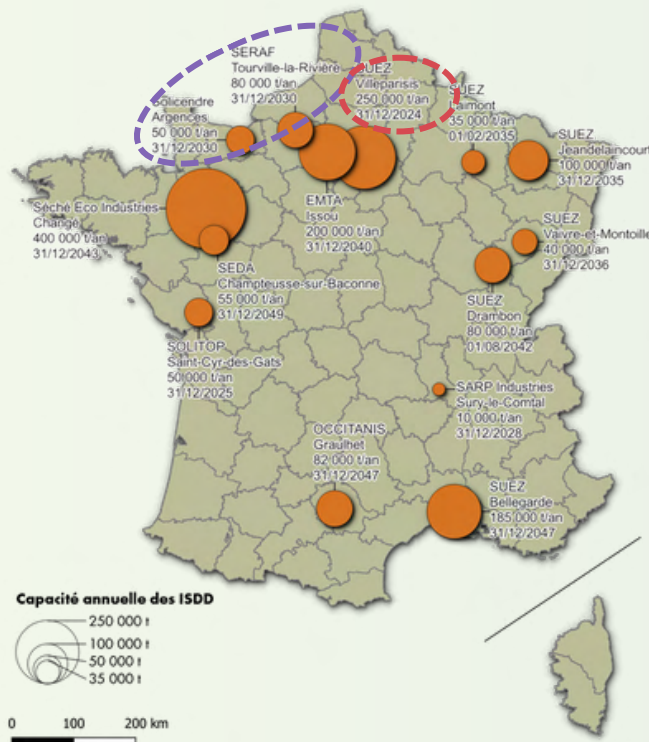 SERAF
Tourville-la-Rivière
80 000 t/an
31/12/2030
SUEZ
Villeparisis
250 000 t/an
31/12/2024
SUEZ
Laimont
35 000 t/an
01/02/2035
Solicendre
Argences
50 000 t/an
31/12/2030
SUEZ
Jeandelaincourt
100 000 t/an
31/12/2035
EMTA
Issou
200 000 t/an
31/12/2040
Séché Eco Industries
Changé
400 000 t/an
31/12/2043
SUEZ
Vaivre-et-Montoille
40 000 t/an
31/12/2036
SEDA
Champteusse-sur-Baconne
55 000 t/an
31/12/2049
SUEZ
Drambon
80 000 t/an
01/08/2042
SOLITOP
Saint-Cyr-des-Gats
50 000 t/an
31/12/2025
SARP Industries
Sury-le-Comtal
10 000 t/an
31/12/2028
OCCITANIS
Graulhet
82 000 t/an
31/12/2047
SUEZ
Bellegarde
185 000 t/an
31/12/2047
Capacité annuelle des ISDD
250 000 t
100 000 t
50 000 t
35 000 t
0 100 200 km